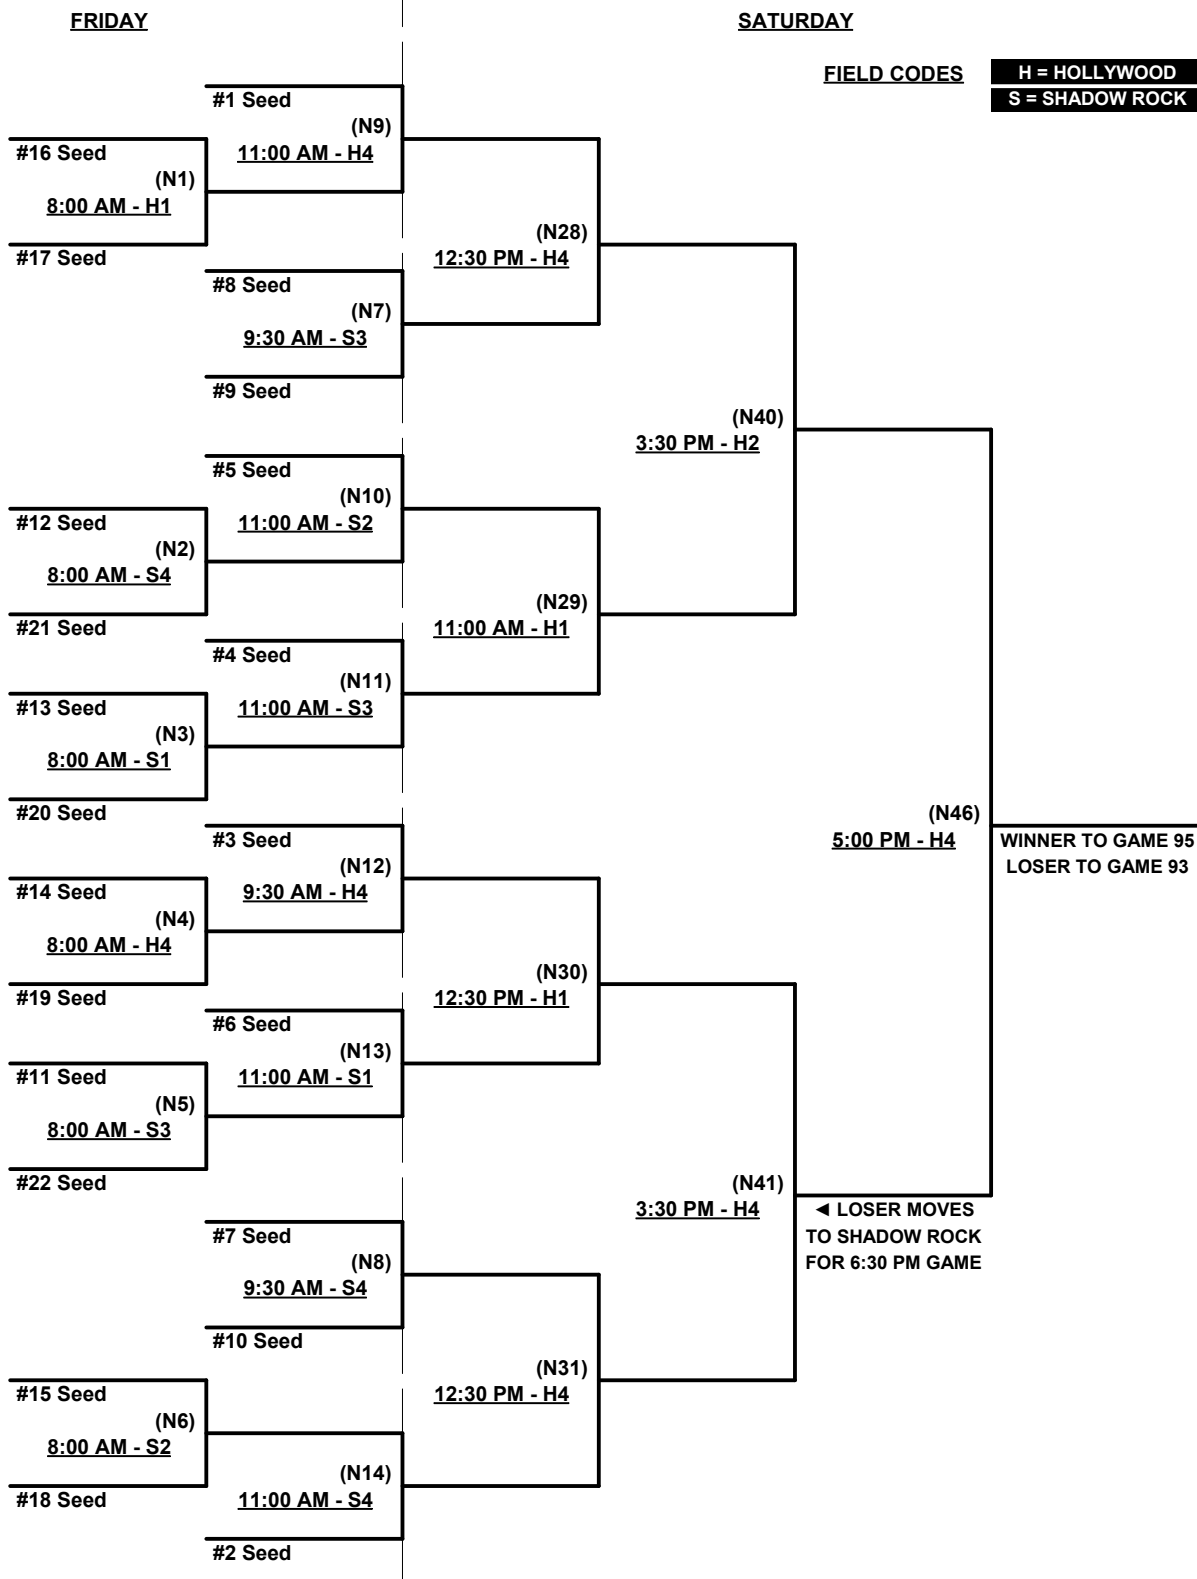 FRIDAY
SATURDAY
FIELD CODES
H = HOLLYWOOD
S = SHADOW ROCK
#1 Seed
(N9)
11:00 AM - H4
#16 Seed
(N1)
8:00 AM - H1
#17 Seed
(N28)
12:30 PM - H4
#8 Seed
(N7)
9:30 AM - S3
#9 Seed
(N40)
3:30 PM - H2
#5 Seed
(N10)
11:00 AM - S2
#12 Seed
(N2)
8:00 AM - S4
#21 Seed
(N29)
11:00 AM - H1
#4 Seed
(N11)
11:00 AM - S3
#13 Seed
(N3)
8:00 AM - S1
#20 Seed
(N46)
5:00 PM - H4
WINNER TO GAME 95
LOSER TO GAME 93
#3 Seed
(N12)
9:30 AM - H4
#14 Seed
(N4)
8:00 AM - H4
#19 Seed
(N30)
12:30 PM - H1
#6 Seed
(N13)
11:00 AM - S1
#11 Seed
(N5)
8:00 AM - S3
#22 Seed
(N41)
3:30 PM - H4
◄ LOSER MOVES
TO SHADOW ROCK
FOR 6:30 PM GAME
#7 Seed
(N8)
9:30 AM - S4
#10 Seed
(N31)
12:30 PM - H4
#15 Seed
(N6)
8:00 AM - S2
#18 Seed
(N14)
11:00 AM - S4
#2 Seed